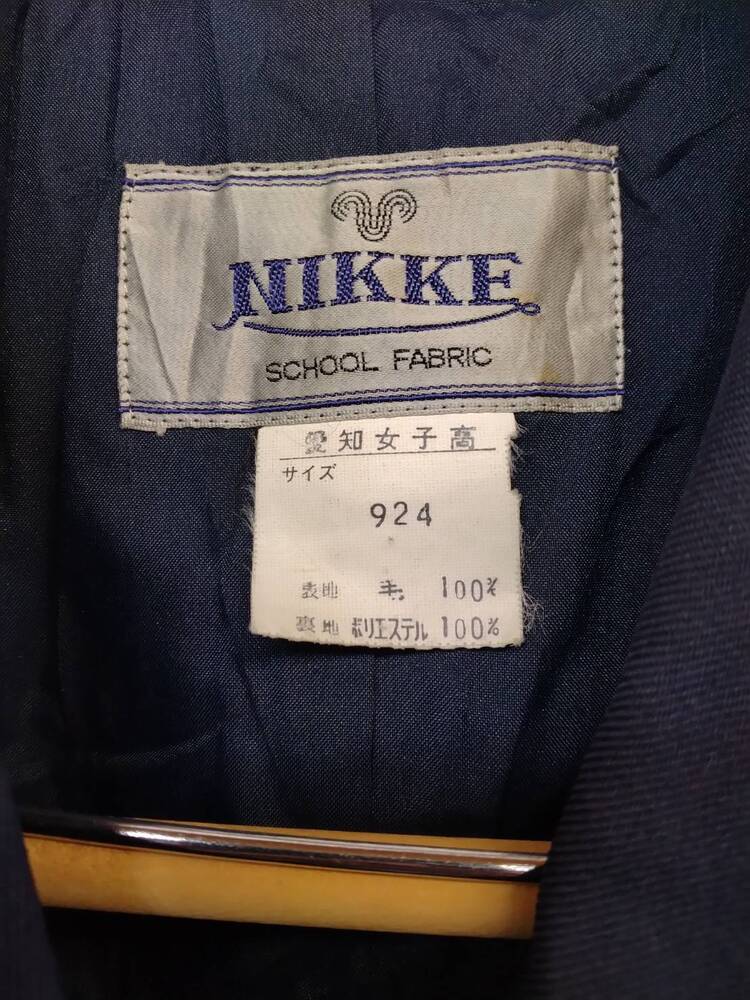 NIKKE
SCHOOL FABRIC
愛知女子高
サイズ
924
表地 毛 100%
裏地 ポリエステル 100%